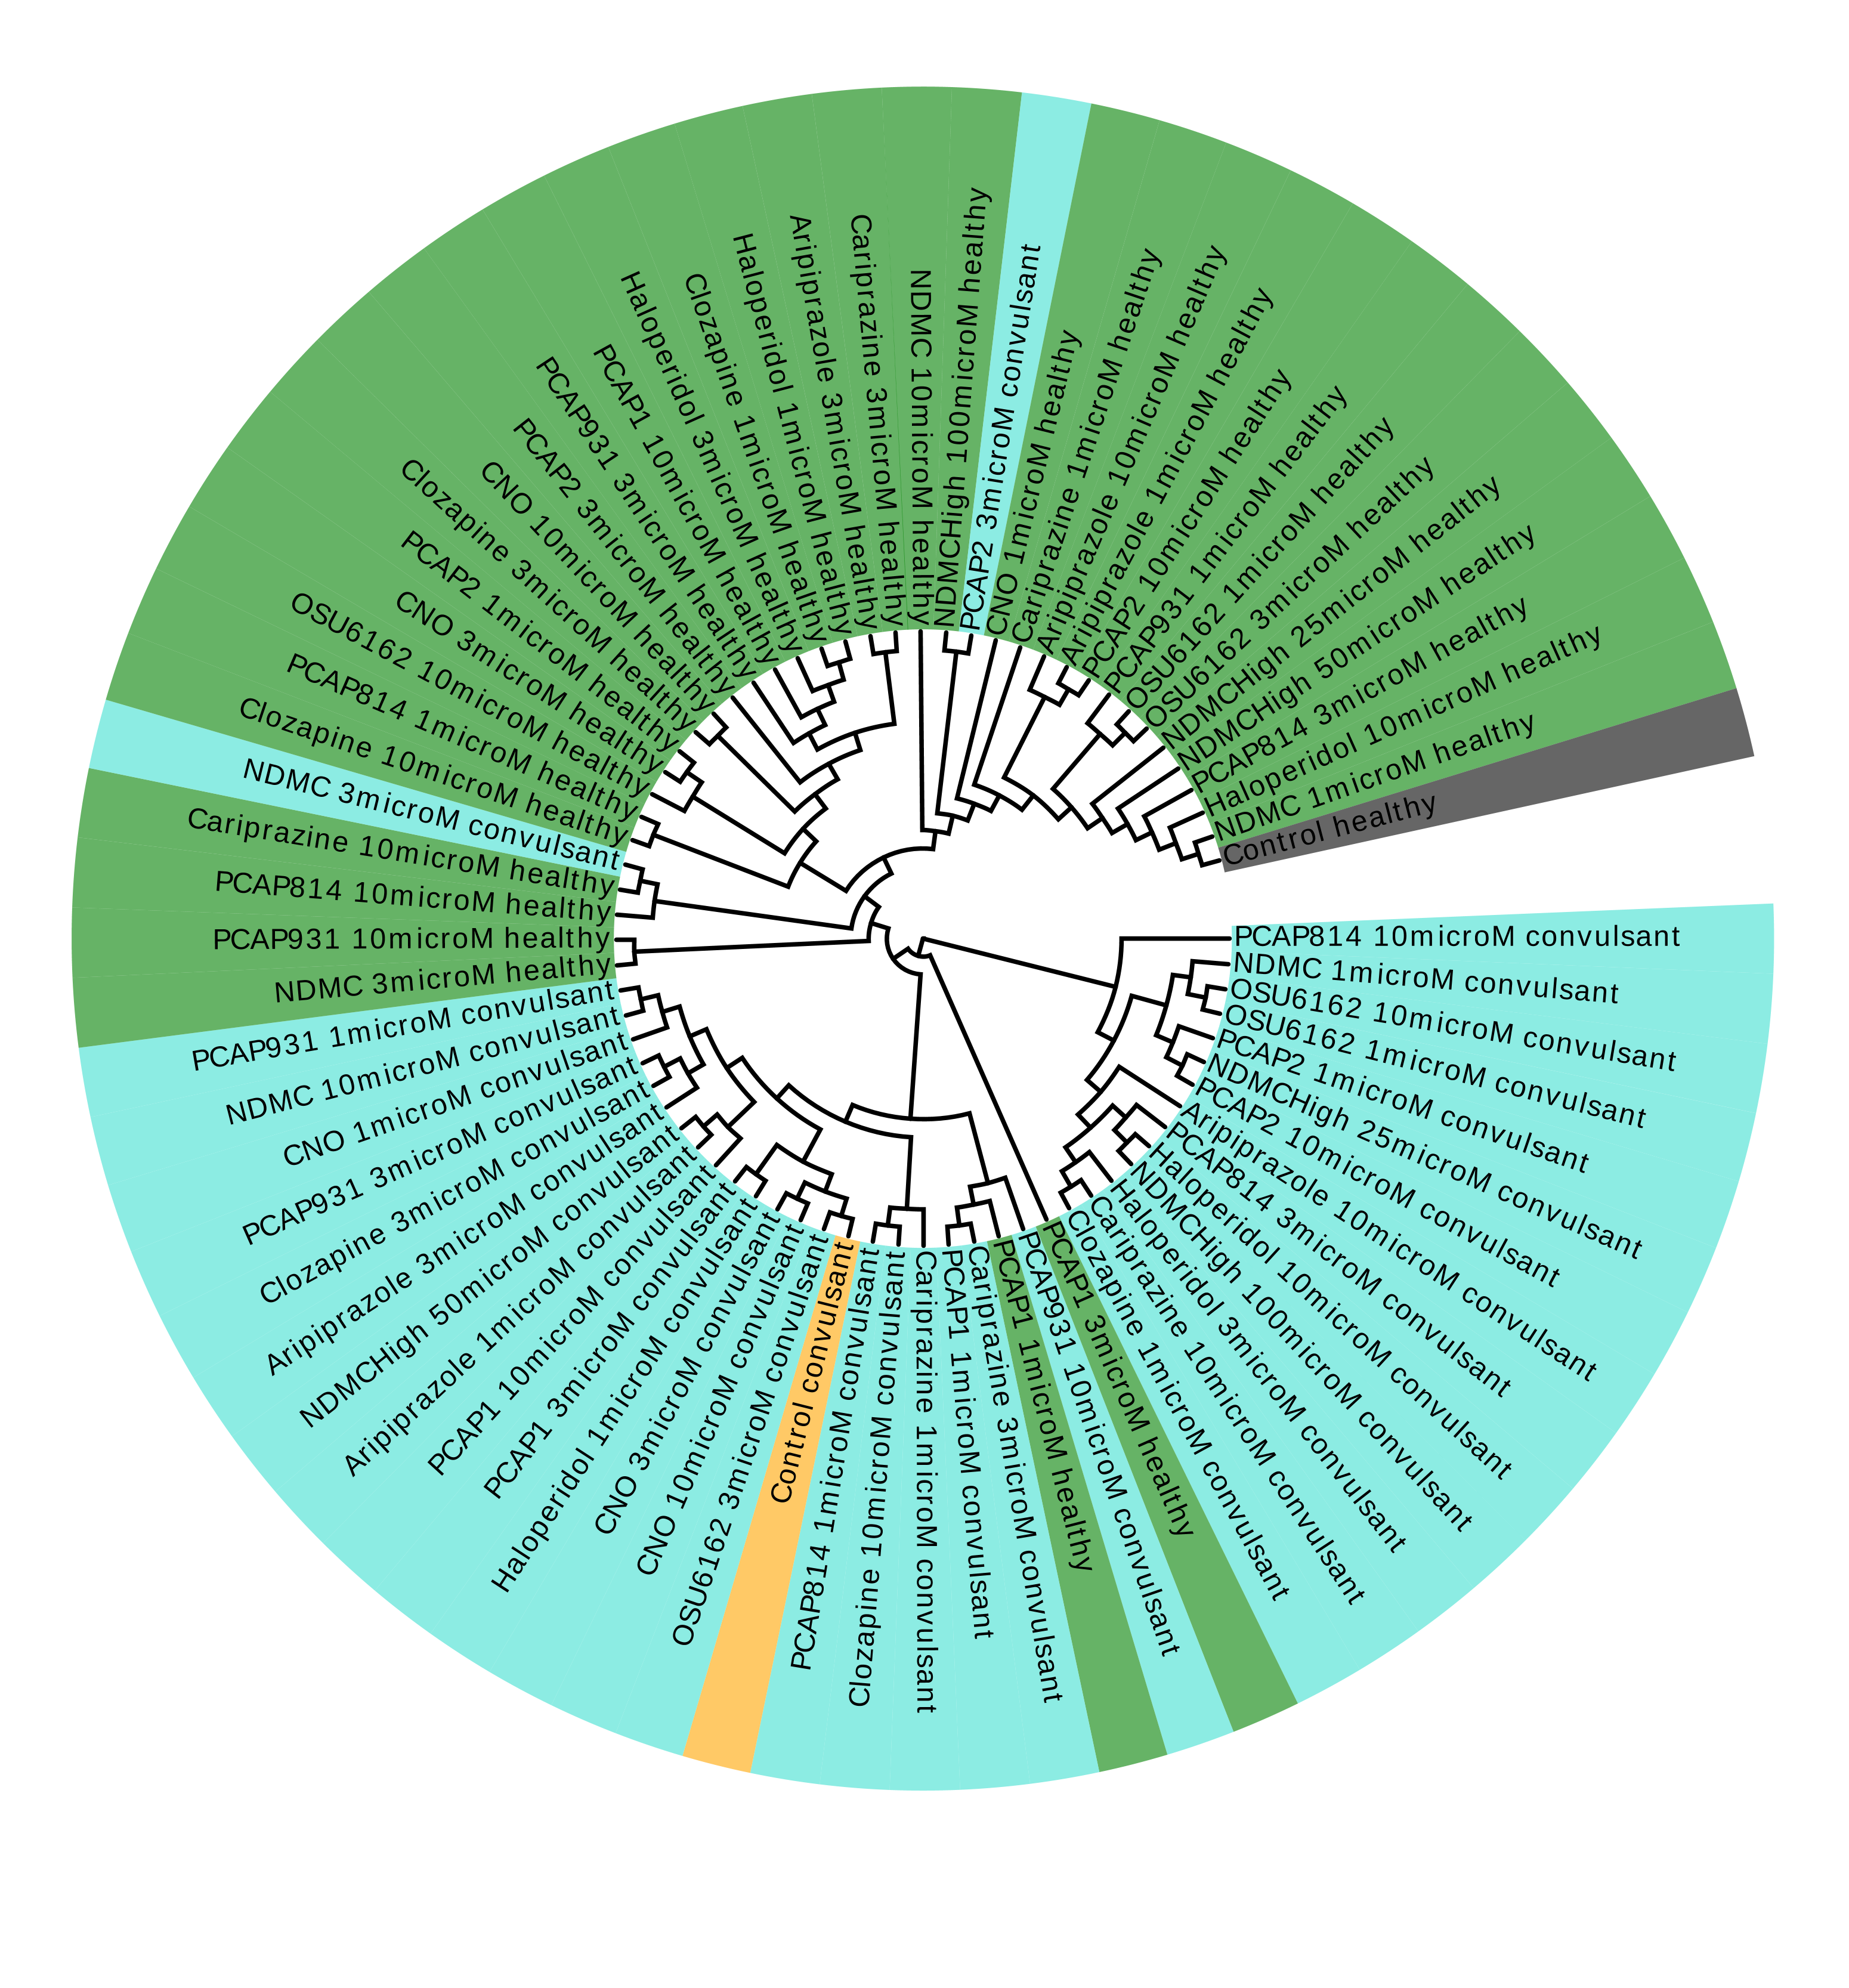 PCAP814 10microM convulsant
NDMC 1microM convulsant
OSU6162 10microM convulsant
OSU6162 1microM convulsant
PCAP2 1microM convulsant
NDMCHigh 25microM convulsant
PCAP2 10microM convulsant
Aripiprazole 10microM convulsant
PCAP814 3microM convulsant
Haloperidol 10microM convulsant
NDMCHigh 100microM convulsant
Haloperidol 3microM convulsant
Cariprazine 10microM convulsant
Clozapine 1microM convulsant
PCAP1 3microM healthy
PCAP931 10microM convulsant
PCAP1 1microM healthy
Cariprazine 3microM convulsant
PCAP1 1microM convulsant
Cariprazine 1microM convulsant
Clozapine 10microM convulsant
PCAP814 1microM convulsant
Control convulsant
OSU6162 3microM convulsant
CNO 10microM convulsant
CNO 3microM convulsant
Haloperidol 1microM convulsant
PCAP1 3microM convulsant
PCAP1 10microM convulsant
Aripiprazole 1microM convulsant
NDMCHigh 50microM convulsant
Aripiprazole 3microM convulsant
Clozapine 3microM convulsant
PCAP931 3microM convulsant
CNO 1microM convulsant
NDMC 10microM convulsant
PCAP931 1microM convulsant
NDMC 3microM healthy
PCAP931 10microM healthy
PCAP814 10microM healthy
Cariprazine 10microM healthy
NDMC 3microM convulsant
Clozapine 10microM healthy
PCAP814 1microM healthy
OSU6162 10microM healthy
CNO 3microM healthy
PCAP2 1microM healthy
Clozapine 3microM healthy
CNO 10microM healthy
PCAP2 3microM healthy
PCAP931 3microM healthy
PCAP1 10microM healthy
Haloperidol 3microM healthy
Clozapine 1microM healthy
Haloperidol 1microM healthy
Aripiprazole 3microM healthy
Cariprazine 3microM healthy
NDMC 10microM healthy
NDMCHigh 100microM healthy
PCAP2 3microM convulsant
CNO 1microM healthy
Cariprazine 1microM healthy
Aripiprazole 10microM healthy
Aripiprazole 1microM healthy
PCAP2 10microM healthy
PCAP931 1microM healthy
OSU6162 1microM healthy
OSU6162 3microM healthy
NDMCHigh 25microM healthy
NDMCHigh 50microM healthy
PCAP814 3microM healthy
Haloperidol 10microM healthy
NDMC 1microM healthy
Control healthy